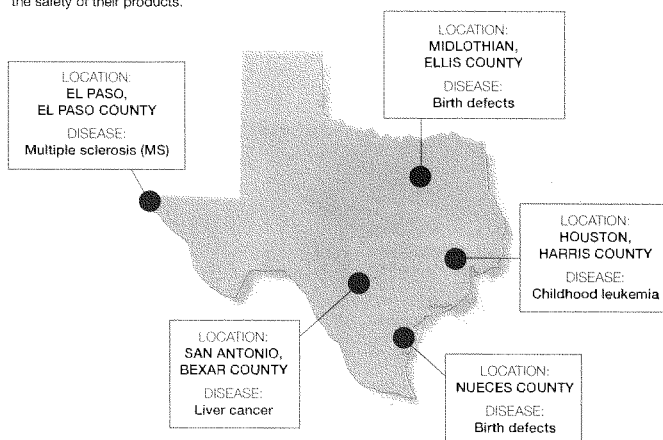 the safety of their products.
LOCATION:
MIDLOTHIAN,
ELLIS COUNTY
DISEASE:
Birth defects
LOCATION:
EL PASO,
EL PASO COUNTY
DISEASE:
Multiple sclerosis (MS)
LOCATION:
HOUSTON,
HARRIS COUNTY
DISEASE:
Childhood leukemia
LOCATION:
SAN ANTONIO,
BEXAR COUNTY
DISEASE:
Liver cancer
LOCATION:
NUECES COUNTY
DISEASE:
Birth defects